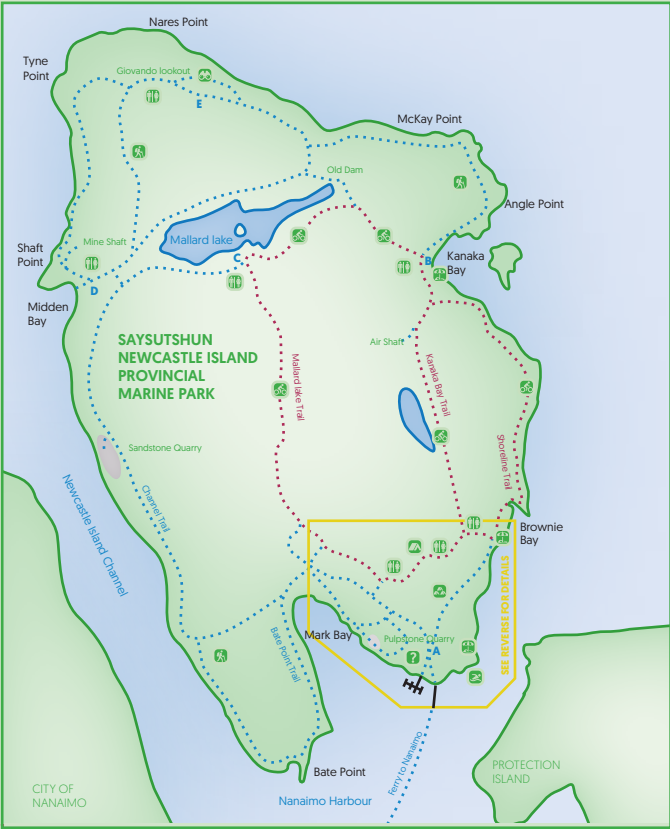 Nares Point
Tyne
Point
Giovando lookout
E
McKay Point
Old Dam
Angle Point
Mallard lake
Mine Shaft
Shaft
Point
C
B
Kanaka
Bay
D
Midden
Bay
SAYSUTSHUN
NEWCASTLE ISLAND
PROVINCIAL
MARINE PARK
Air Shaft
Mallard lake Trail
Kanaka Bay Trail
Sandstone Quarry
Shoreline Trail
Channel Trail
Newcastle Island Channel
Brownie
Bay
SEE REVERSE FOR DETAILS
Mark Bay
Pulpstone Quarry
A
?
Bate Point Trail
Ferry to Nanaimo
Bate Point
PROTECTION
ISLAND
CITY OF
NANAIMO
Nanaimo Harbour